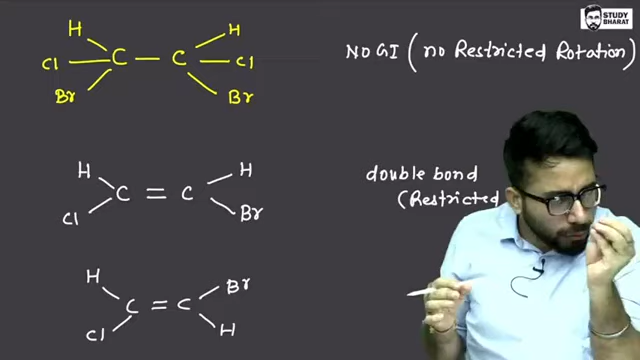 STUDY
BHARAT
H H
Cl C — C Cl
Br Br
NO GI ( no Restricted Rotation)
H H
C = C
Cl Br
double bond
(Restricted
H Br
C = C
Cl H